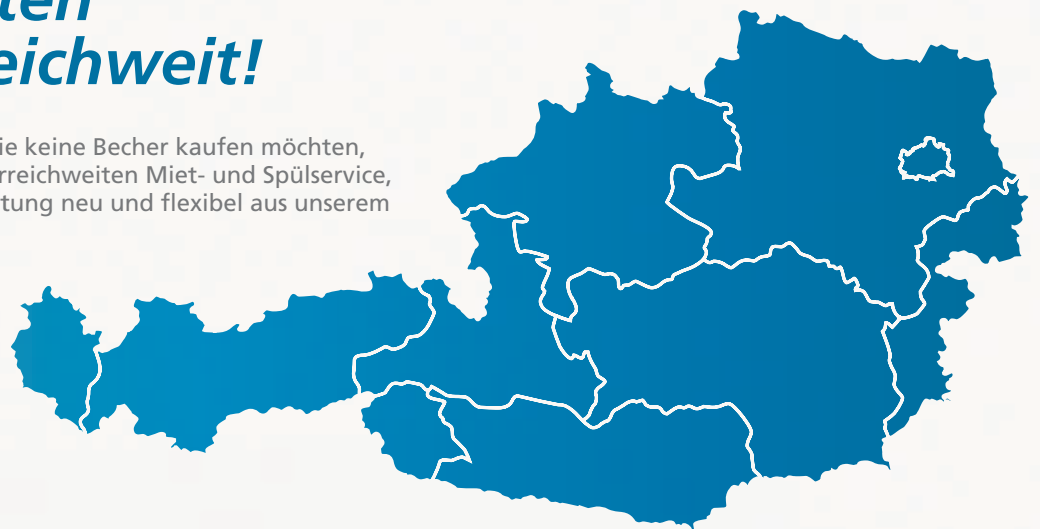 ten
eichweit!
ie keine Becher kaufen möchten,
rreichweiten Miet- und Spülservice,
tung neu und flexibel aus unserem